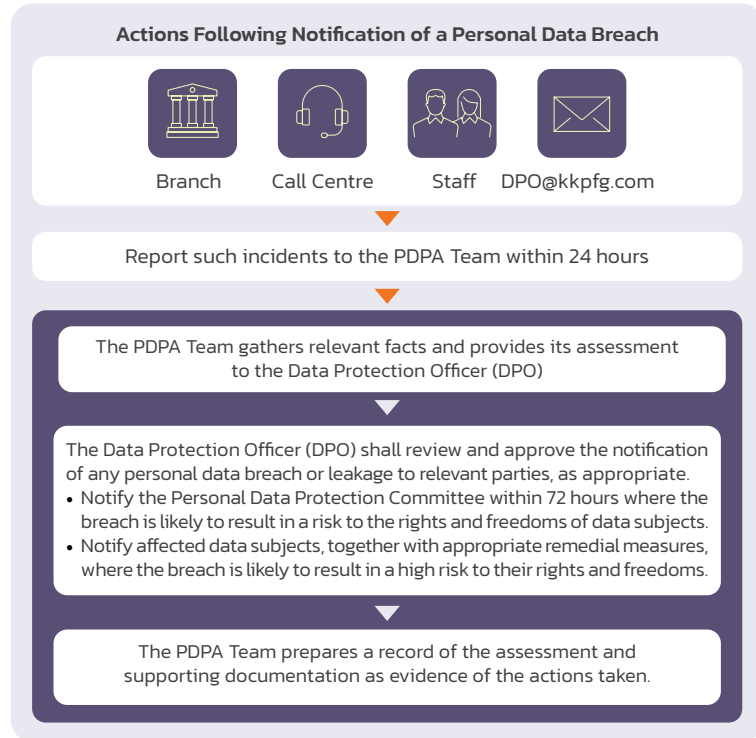 Actions Following Notification of a Personal Data Breach
Branch
Call Centre
Staff
DPO@kkpfg.com
Report such incidents to the PDPA Team within 24 hours
The PDPA Team gathers relevant facts and provides its assessment
to the Data Protection Officer (DPO)
The Data Protection Officer (DPO) shall review and approve the notification
of any personal data breach or leakage to relevant parties, as appropriate.
• Notify the Personal Data Protection Committee within 72 hours where the
breach is likely to result in a risk to the rights and freedoms of data subjects.
• Notify affected data subjects, together with appropriate remedial measures,
where the breach is likely to result in a high risk to their rights and freedoms.
The PDPA Team prepares a record of the assessment and
supporting documentation as evidence of the actions taken.